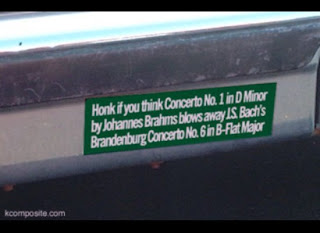 Honk if you think Concerto No. 1 in D Minor
by Johannes Brahms blows away J.S. Bach's
Brandenburg Concerto No. 6 in B-Flat Major
kcomposite.com